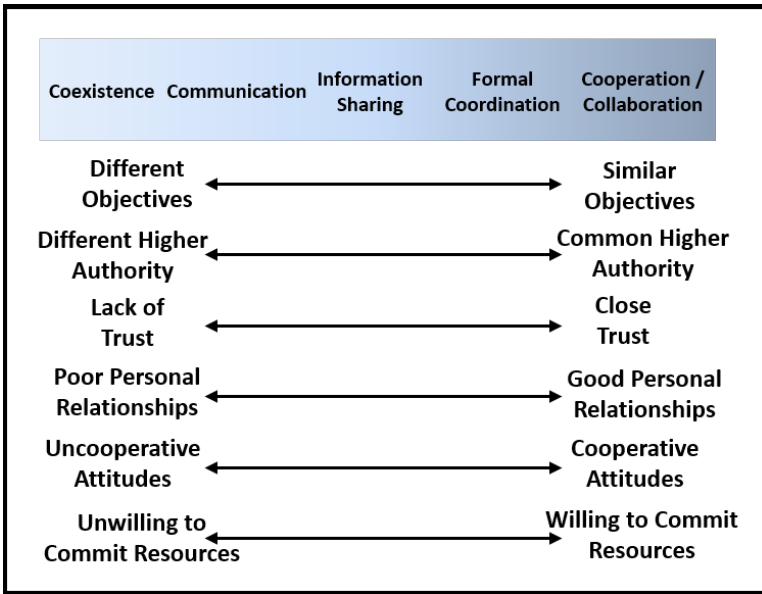 Coexistence Communication Information Sharing Formal Coordination Cooperation / Collaboration
Different Objectives
Similar Objectives
Different Higher Authority
Common Higher Authority
Lack of Trust
Close Trust
Poor Personal Relationships
Good Personal Relationships
Uncooperative Attitudes
Cooperative Attitudes
Unwilling to Commit Resources
Willing to Commit Resources